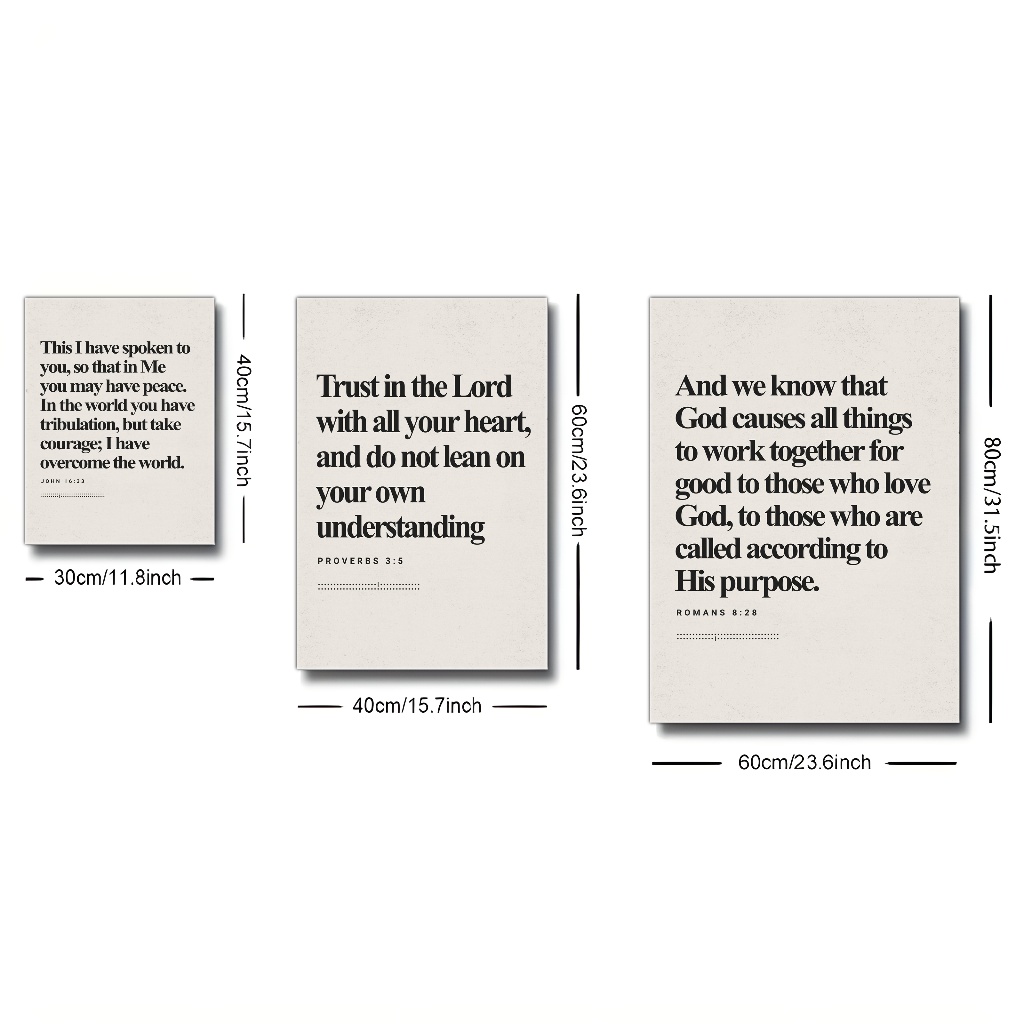 This I have spoken to
you, so that in Me
you may have peace.
In the world you have
tribulation, but take
courage; I have
overcome the world.
JOHN 16:33
40cm/15.7inch
30cm/11.8inch
Trust in the Lord
with all your heart,
and do not lean on
your own
understanding
PROVERBS 3:5
60cm/23.6inch
40cm/15.7inch
And we know that
God causes all things
to work together for
good to those who love
God, to those who are
called according to
His purpose.
ROMANS 8:28
80cm/31.5inch
60cm/23.6inch